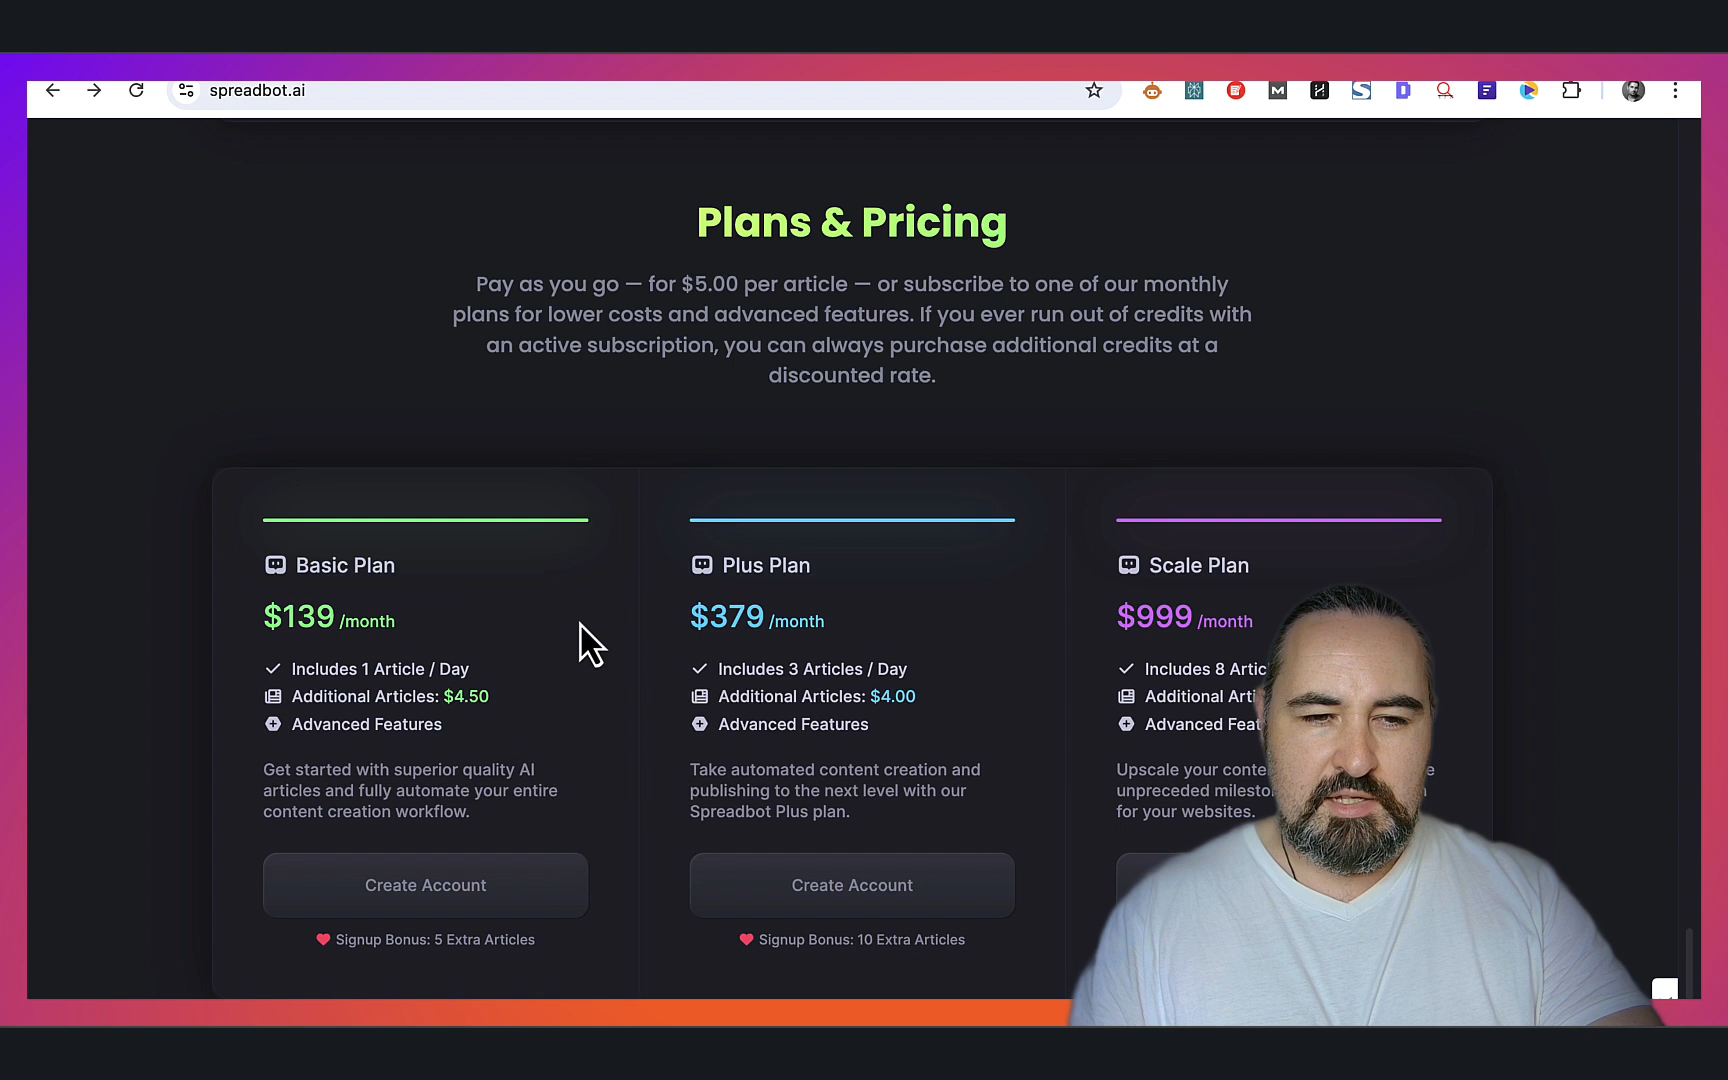 spreadbot.ai
Plans & Pricing
Pay as you go — for $5.00 per article — or subscribe to one of our monthly
plans for lower costs and advanced features. If you ever run out of credits with
an active subscription, you can always purchase additional credits at a
discounted rate.
Basic Plan
$139 /month
Includes 1 Article / Day
Additional Articles: $4.50
Advanced Features
Get started with superior quality AI
articles and fully automate your entire
content creation workflow.
Create Account
Signup Bonus: 5 Extra Articles
Plus Plan
$379 /month
Includes 3 Articles / Day
Additional Articles: $4.00
Advanced Features
Take automated content creation and
publishing to the next level with our
Spreadbot Plus plan.
Create Account
Signup Bonus: 10 Extra Articles
Scale Plan
$999 /month
Includes 8
Additional
Advanced
Upscale your
unpreceded
for your websites.